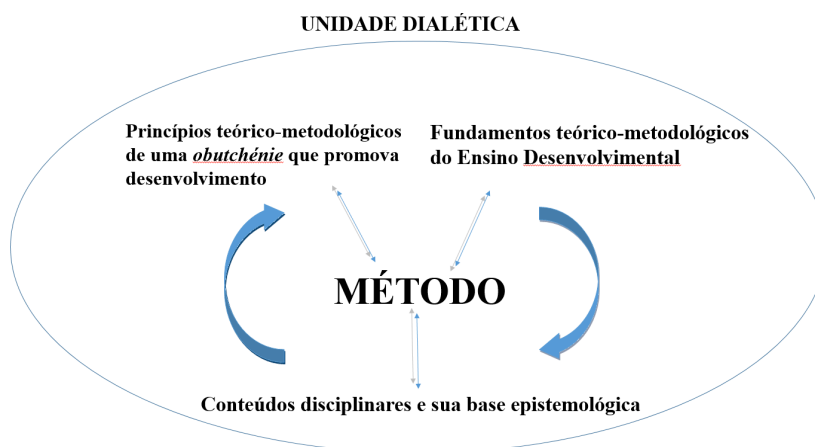 UNIDADE DIALÉTICA
Princípios teórico-metodológicos
de uma obutchénie que promova
desenvolvimento
Fundamentos teórico-metodológicos
do Ensino Desenvolvimental
MÉTODO
Conteúdos disciplinares e sua base epistemológica